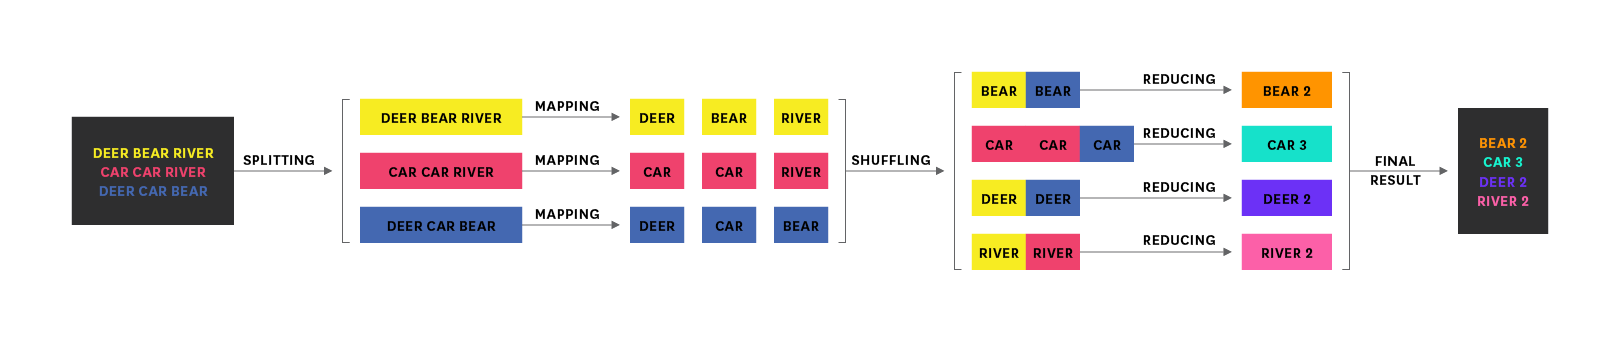 DEER BEAR RIVER
CAR CAR RIVER
DEER CAR BEAR
SPLITTING
DEER BEAR RIVER
MAPPING
DEER BEAR RIVER
CAR CAR RIVER
MAPPING
CAR CAR RIVER
DEER CAR BEAR
MAPPING
DEER CAR BEAR
SHUFFLING
BEAR BEAR
REDUCING
BEAR 2
CAR CAR CAR
REDUCING
CAR 3
DEER DEER
REDUCING
DEER 2
RIVER RIVER
REDUCING
RIVER 2
FINAL
RESULT
BEAR 2
CAR 3
DEER 2
RIVER 2